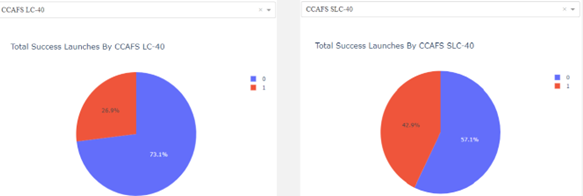 CCAFS LC-40
Total Success Launches By CCAFS LC-40
0
1
26.9%
73.1%
CCAFS SLC-40
Total Success Launches By CCAFS SLC-40
0
1
42.9%
57.1%